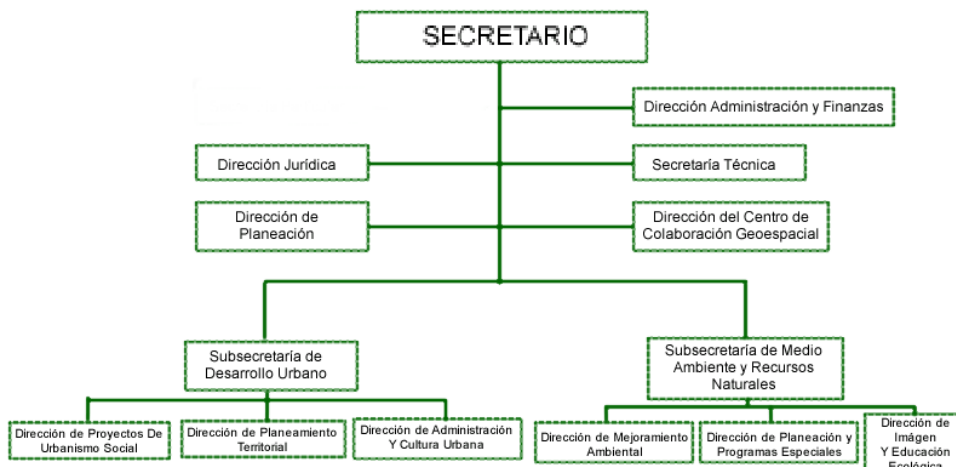 SECRETARIO
Dirección Administración y Finanzas
Dirección Jurídica
Secretaría Técnica
Dirección de
Planeación
Dirección del Centro de
Colaboración Geoespacial
Subsecretaría de
Desarrollo Urbano
Subsecretaría de Medio
Ambiente y Recursos
Naturales
Dirección de Proyectos De
Urbanismo Social
Dirección de Planeamiento
Territorial
Dirección de Administración
Y Cultura Urbana
Dirección de Mejoramiento
Ambiental
Dirección de Planeación y
Programas Especiales
Dirección de
Imágen
Y Educación
Ecológica